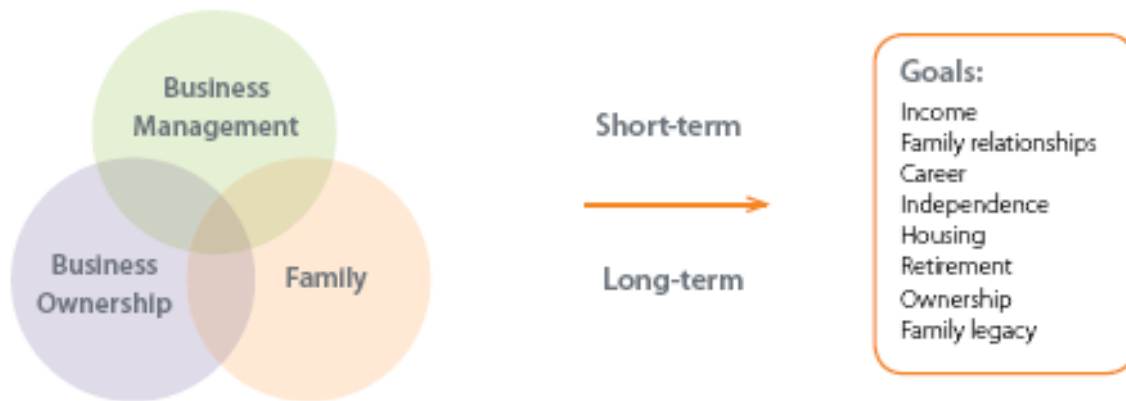 Business
Management
Business
Ownership
Family
Short-term
Long-term
Goals:
Income
Family relationships
Career
Independence
Housing
Retirement
Ownership
Family legacy